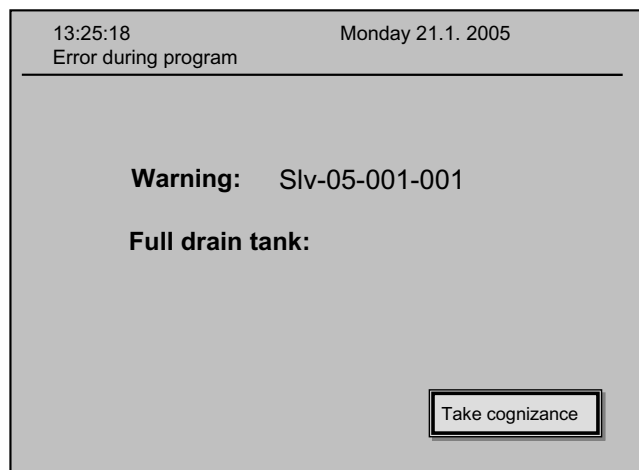 13:25:18 Monday 21.1. 2005
Error during program
Warning: Slv-05-001-001
Full drain tank:
Take cognizance